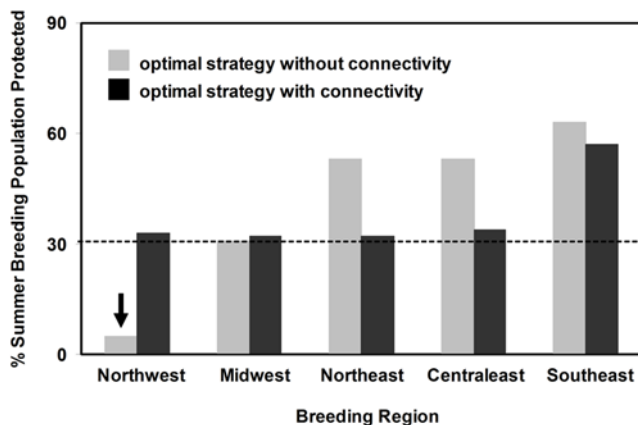 % Summer Breeding Population Protected
90
60
30
0
optimal strategy without connectivity
optimal strategy with connectivity
Northwest Midwest Northeast Centraleast Southeast
Breeding Region